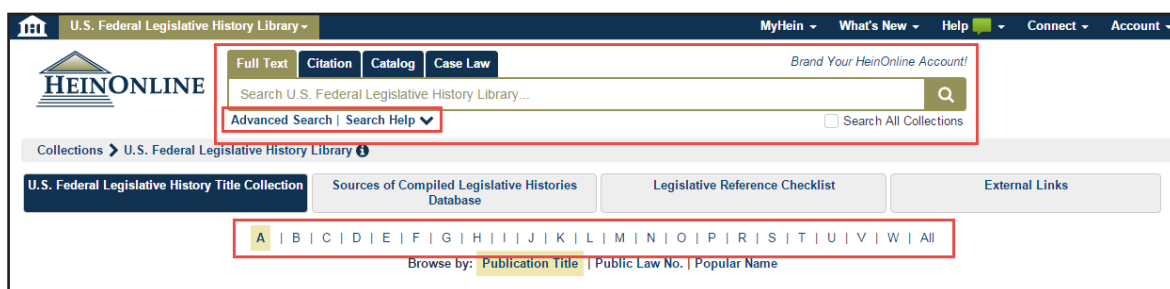 U.S. Federal Legislative History Library
MyHein What's New Help Connect Account
HEINONLINE
Full Text Citation Catalog Case Law
Brand Your HeinOnline Account!
Search U.S. Federal Legislative History Library...
Advanced Search | Search Help
Search All Collections
Collections > U.S. Federal Legislative History Library
U.S. Federal Legislative History Title Collection
Sources of Compiled Legislative Histories
Database
Legislative Reference Checklist
External Links
A | B | C | D | E | F | G | H | I | J | K | L | M | N | O | P | R | S | T | U | V | W | All
Browse by: Publication Title | Public Law No. | Popular Name